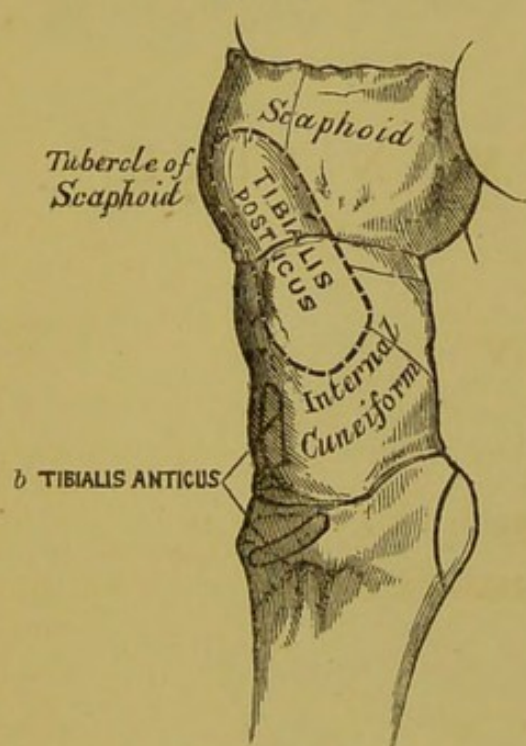 Scaphoid
Tubercle of
Scaphoid
TIBIALIS
POSTICUS
Internal
Cuneiform
b TIBIALIS ANTICUS